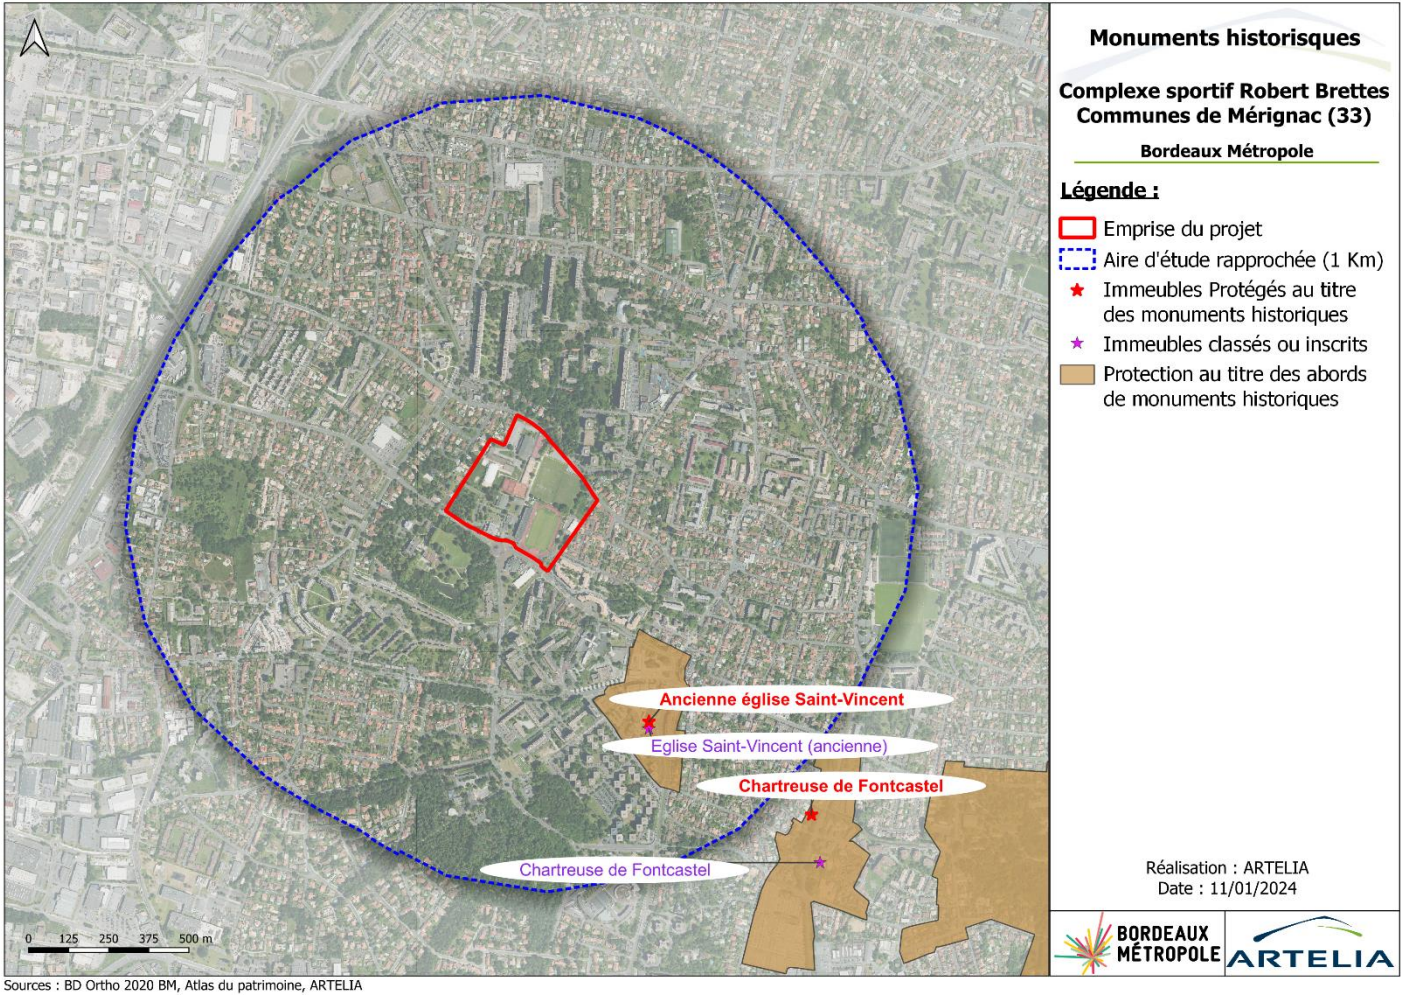 Monuments historisques
Complexe sportif Robert Brettes
Communes de Mérignac (33)
Bordeaux Métropole
Légende :
Emprise du projet
Aire d'étude rapprochée (1 Km)
Immeubles Protégés au titre
des monuments historiques
Immeubles classés ou inscrits
Protection au titre des abords
de monuments historiques
Ancienne église Saint-Vincent
Eglise Saint-Vincent (ancienne)
Chartreuse de Fontcastel
Chartreuse de Fontcastel
0 125 250 375 500 m
Réalisation : ARTELIA
Date : 11/01/2024
BORDEAUX
MÉTROPOLE
ARTELIA
Sources : BD Ortho 2020 BM, Atlas du patrimoine, ARTELIA